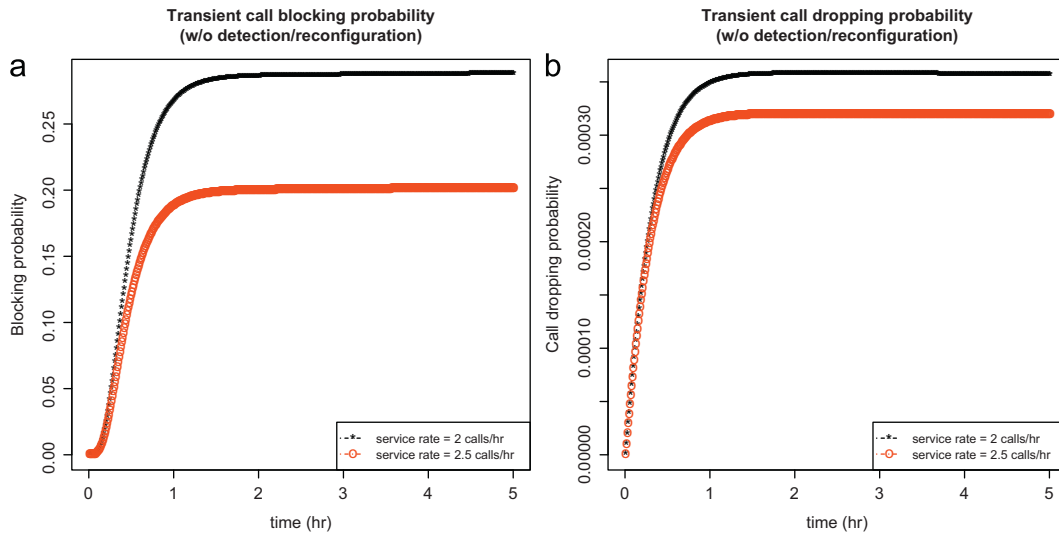 Transient call blocking probability
(w/o detection/reconfiguration)
a
Blocking probability
0.25
0.20
0.15
0.10
0.05
0.00
0 1 2 3 4 5
time (hr)
service rate = 2 calls/hr
service rate = 2.5 calls/hr
Transient call dropping probability
(w/o detection/reconfiguration)
b
Call dropping probability
0.00030
0.00020
0.00010
0.00000
0 1 2 3 4 5
time (hr)
service rate = 2 calls/hr
service rate = 2.5 calls/hr